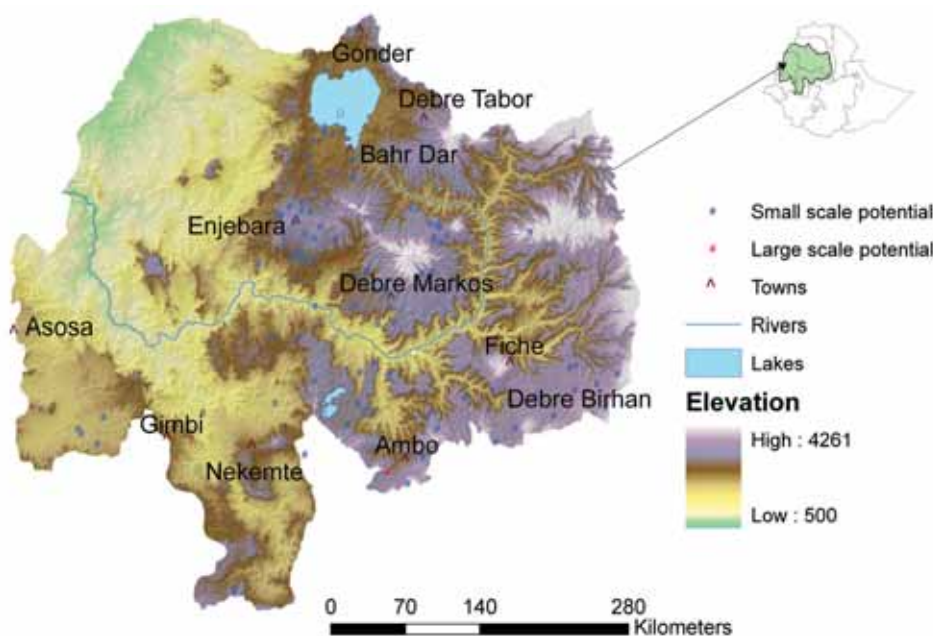 Gonder
Debre Tabor
Bahr Dar
Enjebara
Debre Markos
Asosa
Fiche
Debre Birhan
Gimbi
Ambo
Nekemte
Small scale potential
Large scale potential
Towns
Rivers
Lakes
Elevation
High : 4261
Low : 500
0 70 140 280
Kilometers